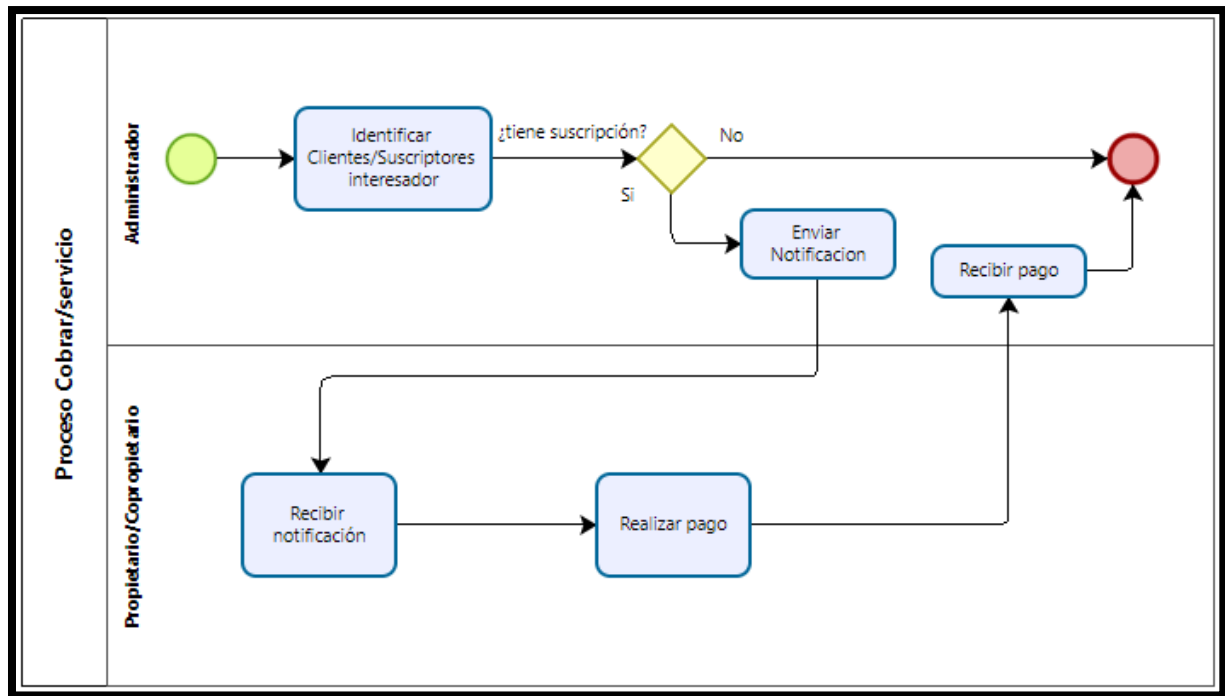 Proceso Cobrar/servicio
Administrador
Identificar
Clientes/Suscriptores
interesador
¿tiene suscripción?
No
Si
Enviar
Notificacion
Recibir pago
Propietario/Copropietario
Recibir
notificación
Realizar pago